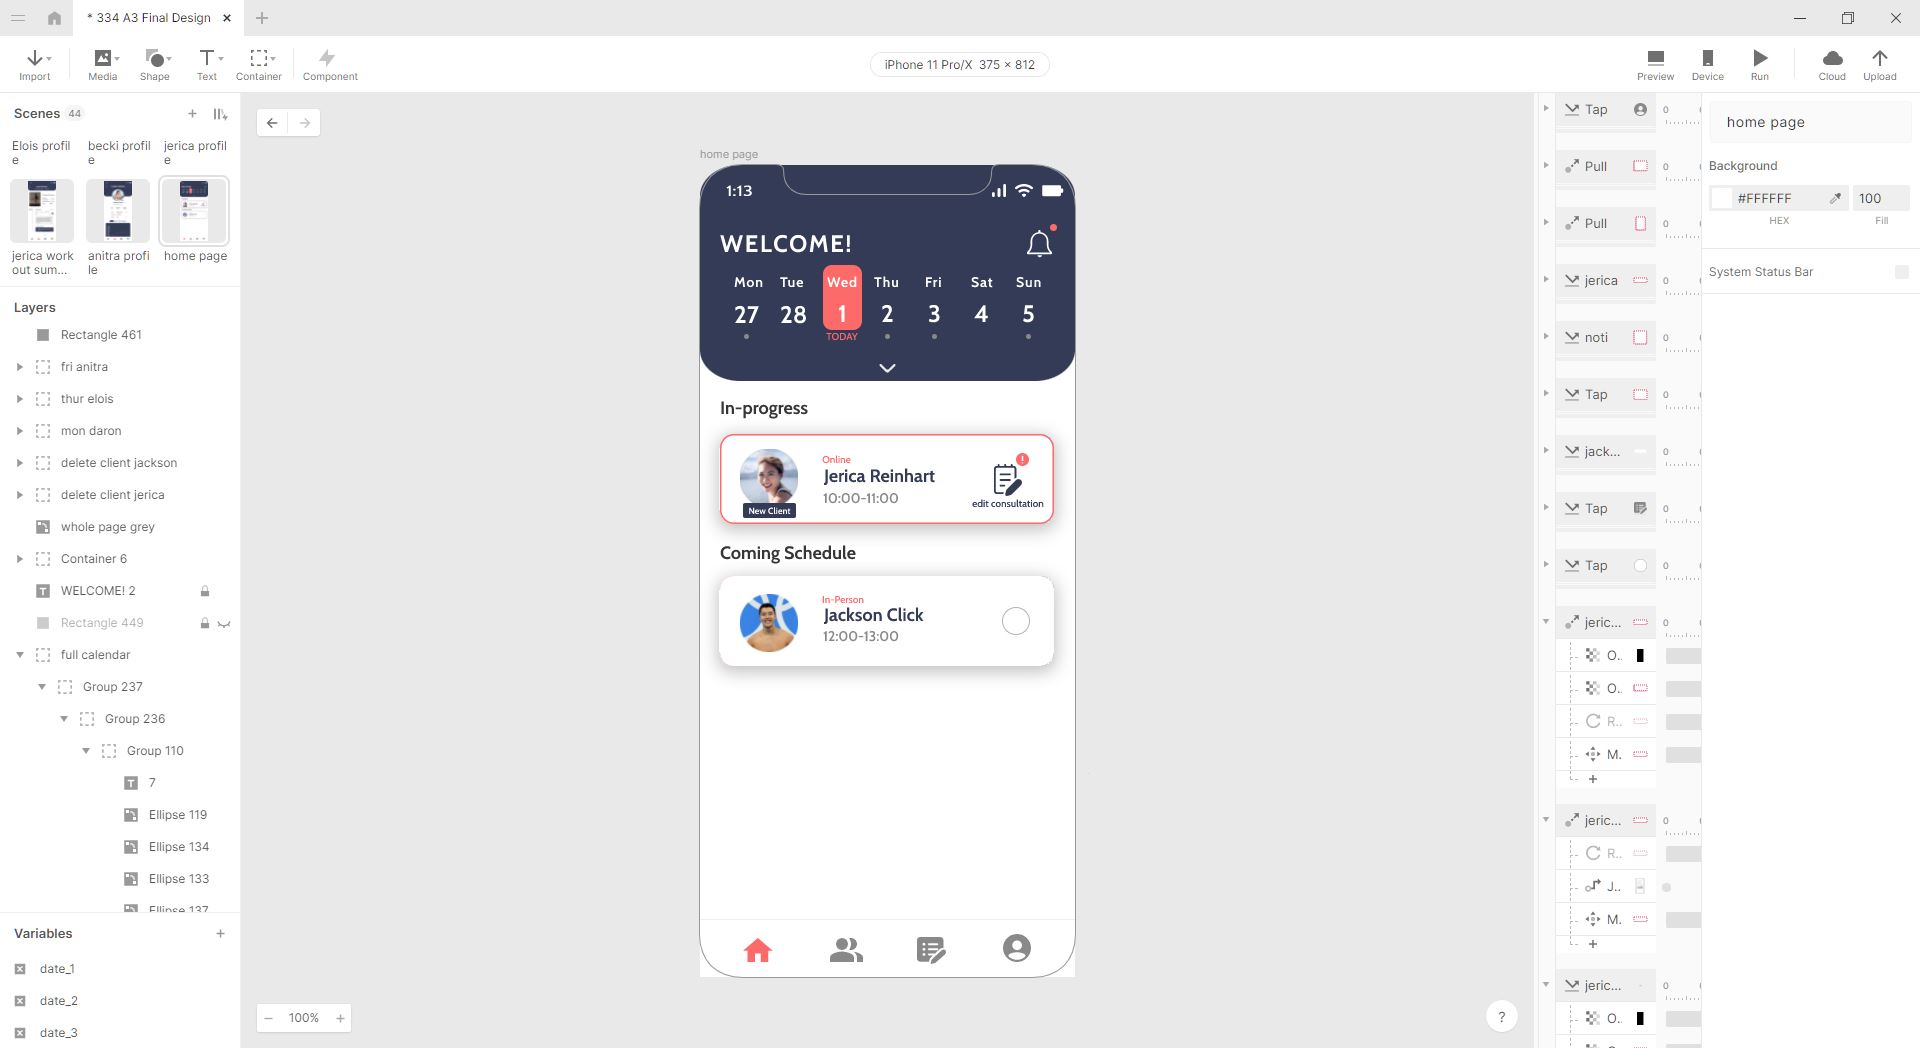 * 334 A3 Final Design
Import
Media
Shape
Text
Container
Component
iPhone 11 Pro/X 375 × 812
Preview
Device
Run
Cloud
Upload
Scenes 44
Elois profil
e
becki profil
e
jerica profil
e
jerica work
out sum...
anitra profi
le
home page
Layers
Rectangle 461
fri anitra
thur elois
mon daron
delete client jackson
delete client jerica
whole page grey
Container 6
WELCOME! 2
Rectangle 449
full calendar
Group 237
Group 236
Group 110
7
Ellipse 119
Ellipse 134
Ellipse 133
Ellipse 137
Variables
date_1
date_2
date_3
home page
1:13
WELCOME!
Mon Tue Wed Thu Fri Sat Sun
27 28 1 2 3 4 5
TODAY
In-progress
Online
Jerica Reinhart
10:00-11:00
New Client
edit consultation
Coming Schedule
In-Person
Jackson Click
12:00-13:00
100%
?
Tap 0
Pull 0
Pull 0
jerica 0
noti 0
Tap 0
jack... 0
Tap 0
Tap 0
jeric... 0
O..
O..
R..
M.
jeric... 0
R..
J..
M.
jeric... 0
O..
home page
Background
#FFFFFF 100
HEX Fill
System Status Bar